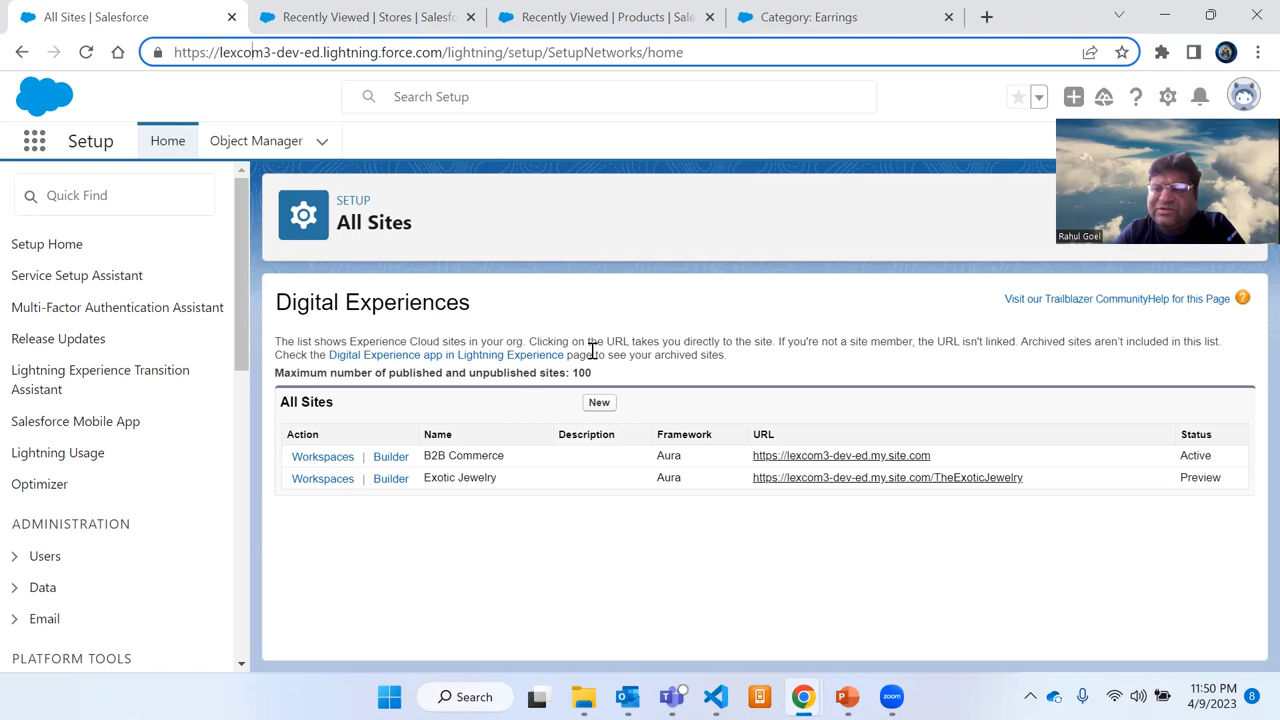 All Sites | Salesforce
Recently Viewed | Stores | Salesfo
Recently Viewed | Products | Sale
Category: Earrings
https://lexcom3-dev-ed.lightning.force.com/lightning/setup/SetupNetworks/home
Search Setup
Setup
Home
Object Manager
Rahul Goel
Quick Find
Setup Home
Service Setup Assistant
Multi-Factor Authentication Assistant
Release Updates
Lightning Experience Transition
Assistant
Salesforce Mobile App
Lightning Usage
Optimizer
ADMINISTRATION
Users
Data
Email
PLATFORM TOOLS
SETUP
All Sites
Digital Experiences
Visit our Trailblazer Community Help for this Page
The list shows Experience Cloud sites in your org. Clicking on the URL takes you directly to the site. If you're not a site member, the URL isn't linked. Archived sites aren't included in this list.
Check the Digital Experience app in Lightning Experience page to see your archived sites.
Maximum number of published and unpublished sites: 100
All Sites New
Action Name Description Framework URL Status
Workspaces | Builder B2B Commerce Aura https://lexcom3-dev-ed.my.site.com Active
Workspaces | Builder Exotic Jewelry Aura https://lexcom3-dev-ed.my.site.com/TheExoticJewelry Preview
Search
zoom
11:50 PM
4/9/2023
8